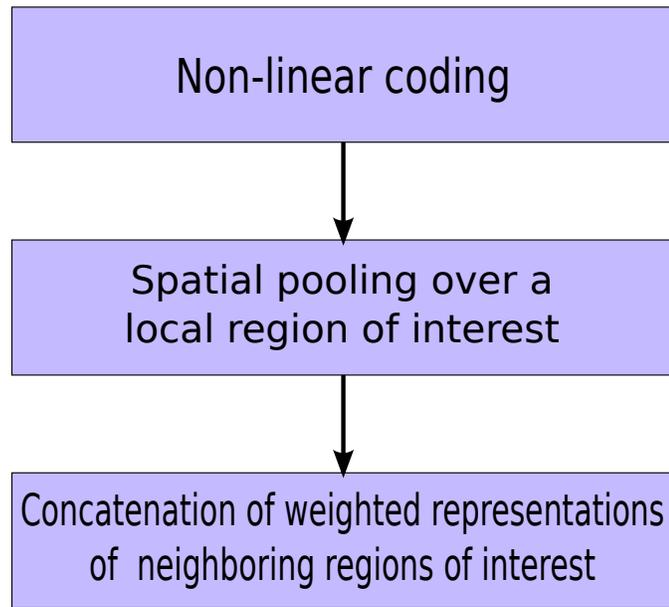 Non-linear coding
Spatial pooling over a
local region of interest
Concatenation of weighted representations
of neighboring regions of interest